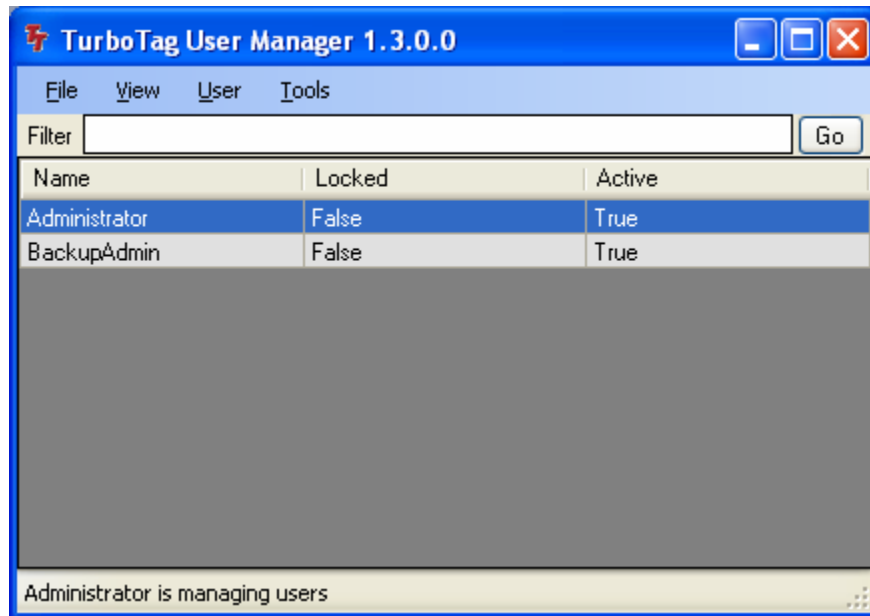 TT TurboTag User Manager 1.3.0.0
File View User Tools
Filter Go
Name Locked Active
Administrator False True
BackupAdmin False True
Administrator is managing users